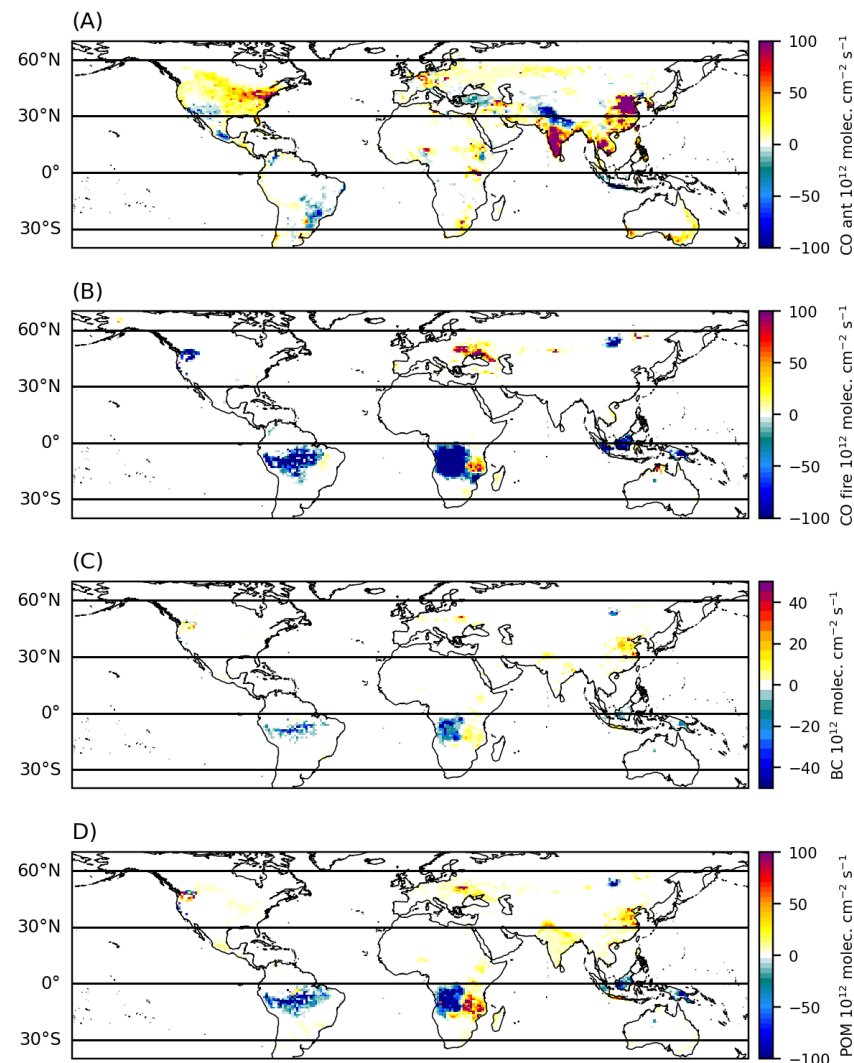 (A)
60°N
30°N
0°
30°S
100
50
0
−50
−100
CO ant 10¹² molec. cm⁻² s⁻¹
(B)
60°N
30°N
0°
30°S
100
50
0
−50
−100
CO fire 10¹² molec. cm⁻² s⁻¹
(C)
60°N
30°N
0°
30°S
40
20
0
−20
−40
BC 10¹² molec. cm⁻² s⁻¹
D)
60°N
30°N
0°
30°S
100
50
0
−50
−100
POM 10¹² molec. cm⁻² s⁻¹